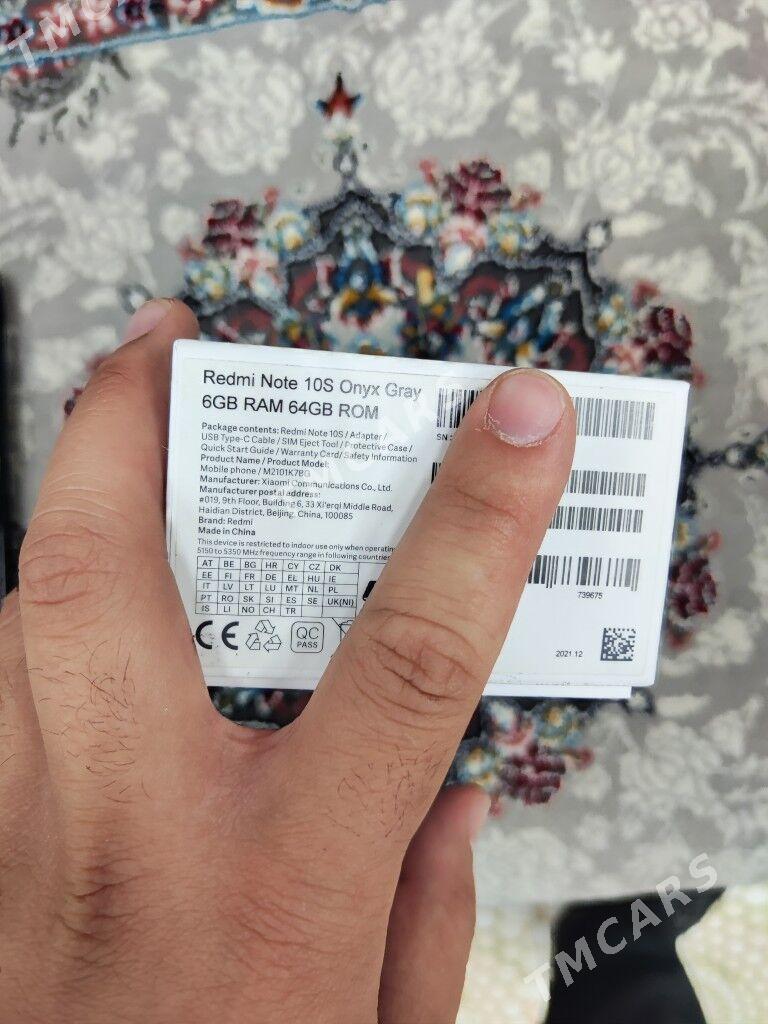 TMCARS
Redmi Note 10S Onyx Gray
6GB RAM 64GB ROM
Package contents: Redmi Note 10S / Adapter /
USB Type-C Cable / SIM Eject Tool / Protective Case /
Quick Start Guide / Warranty Card / Safety Information
Product Name / Product Model:
Mobile phone / M2101K7BG
Manufacturer: Xiaomi Communications Co., Ltd.
Manufacturer postal address:
#019, 9th Floor, Building 6, 33 Xi'erqi Middle Road,
Haidian District, Beijing, China, 100085
Brand: Redmi
Made in China
This device is restricted to indoor use only when operatin
5150 to 5350 MHz frequency range in following countries
AT BE BG HR CY CZ DK
EE FI FR DE EL HU IE
IT LV LT LU MT NL PL
PT RO SK SI ES SE UK(NI)
IS LI NO CH TR
CE
QC
PASS
SN
739675
2021.12
TMCARS
TMCARS